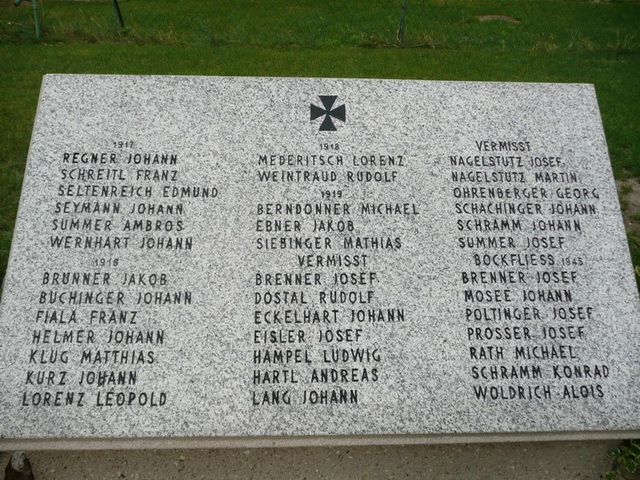 1917
REGNER JOHANN
SCHREITL FRANZ
SELTENREICH EDMUND
SEYMANN JOHANN
SUMMER AMBROS
WERNHART JOHANN
1918
BRUNNER JAKOB
BUCHINGER JOHANN
FIALA FRANZ
HELMER JOHANN
KLUG MATTHIAS
KURZ JOHANN
LORENZ LEOPOLD
1918
MEDERITSCH LORENZ
WEINTRAUD RUDOLF
1919
BERNDONNER MICHAEL
EBNER JAKOB
SIEBINGER MATHIAS
VERMISST
BRENNER JOSEF
DOSTAL RUDOLF
ECKELHART JOHANN
EISLER JOSEF
HAMPEL LUDWIG
HARTL ANDREAS
LANG JOHANN
VERMISST
NAGELSTUTZ JOSEF
NAGELSTUTZ MARTIN
OHRENBERGER GEORG
SCHACHINGER JOHANN
SCHRAMM JOHANN
SUMMER JOSEF
BOCKFLIESS 1945
BRENNER JOSEF
MOSEE JOHANN
POLTINGER JOSEF
PROSSER JOSEF
RATH MICHAEL
SCHRAMM KONRAD
WOLDRICH ALOIS